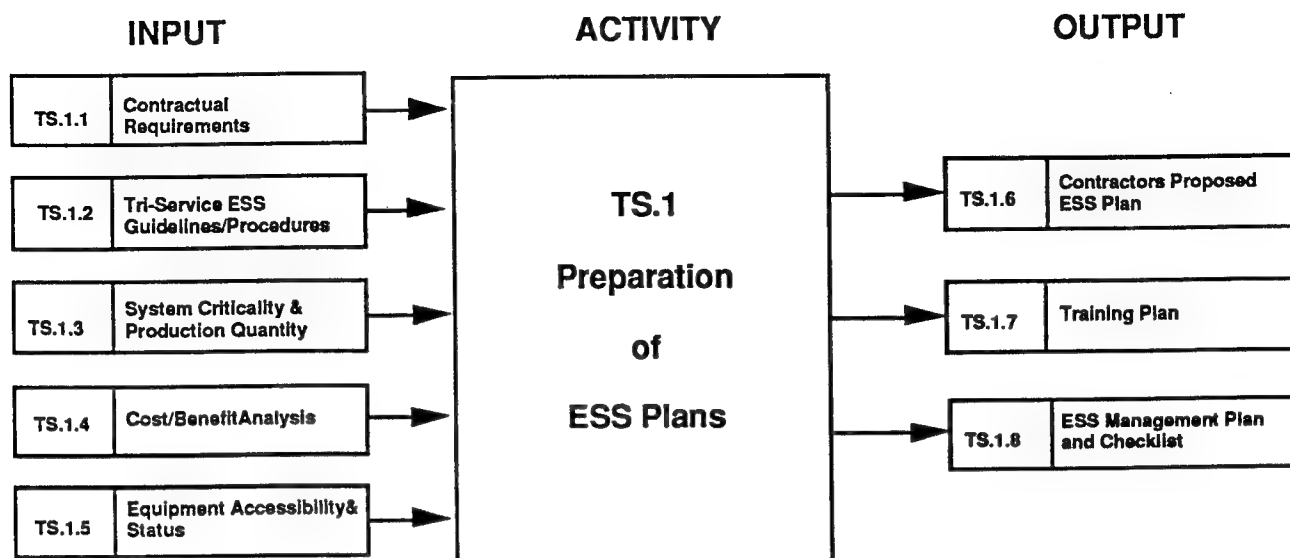 INPUT
ACTIVITY
OUTPUT
TS.1.1
Contractual
Requirements
TS.1.2
Tri-Service ESS
Guidelines/Procedures
TS.1.3
System Criticality &
Production Quantity
TS.1.4
Cost/BenefitAnalysis
TS.1.5
Equipment Accessibility&
Status
TS.1
Preparation
of
ESS Plans
TS.1.6
Contractors Proposed
ESS Plan
TS.1.7
Training Plan
TS.1.8
ESS Management Plan
and Checklist